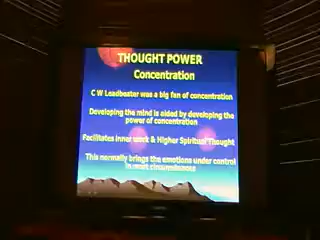 THOUGHT POWER
Concentration
C W Leadbeater was a big fan of concentration
Developing the mind is aided by developing the
power of concentration
Facilitates inner work & Higher Spiritual Thought
This normally brings the emotions under control
in most circumstances